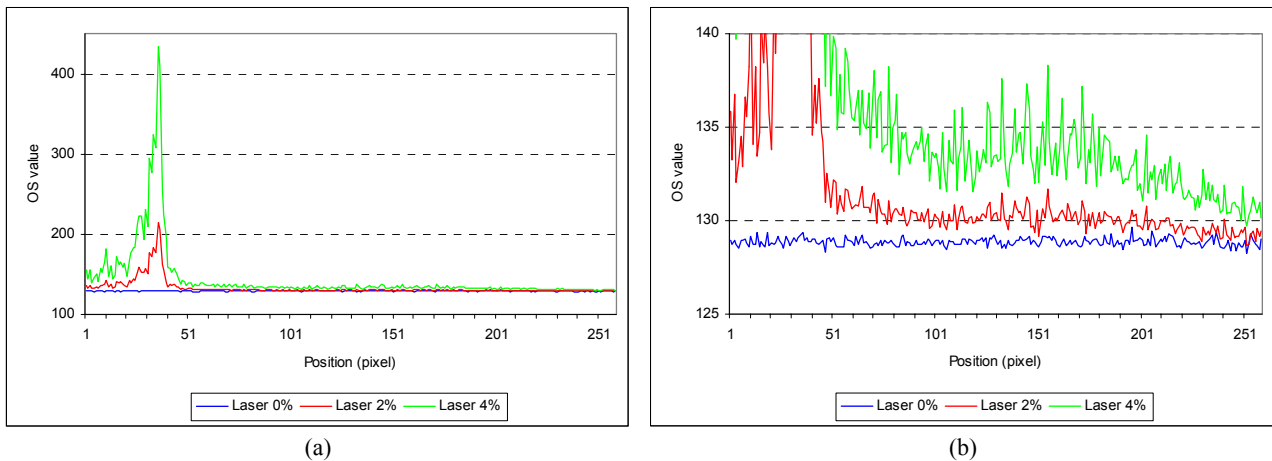 OS value
400
300
200
100
1 51 101 151 201 251
Position (pixel)
Laser 0% Laser 2% Laser 4%
(a)
OS value
140
135
130
125
1 51 101 151 201 251
Position (pixel)
Laser 0% Laser 2% Laser 4%
(b)